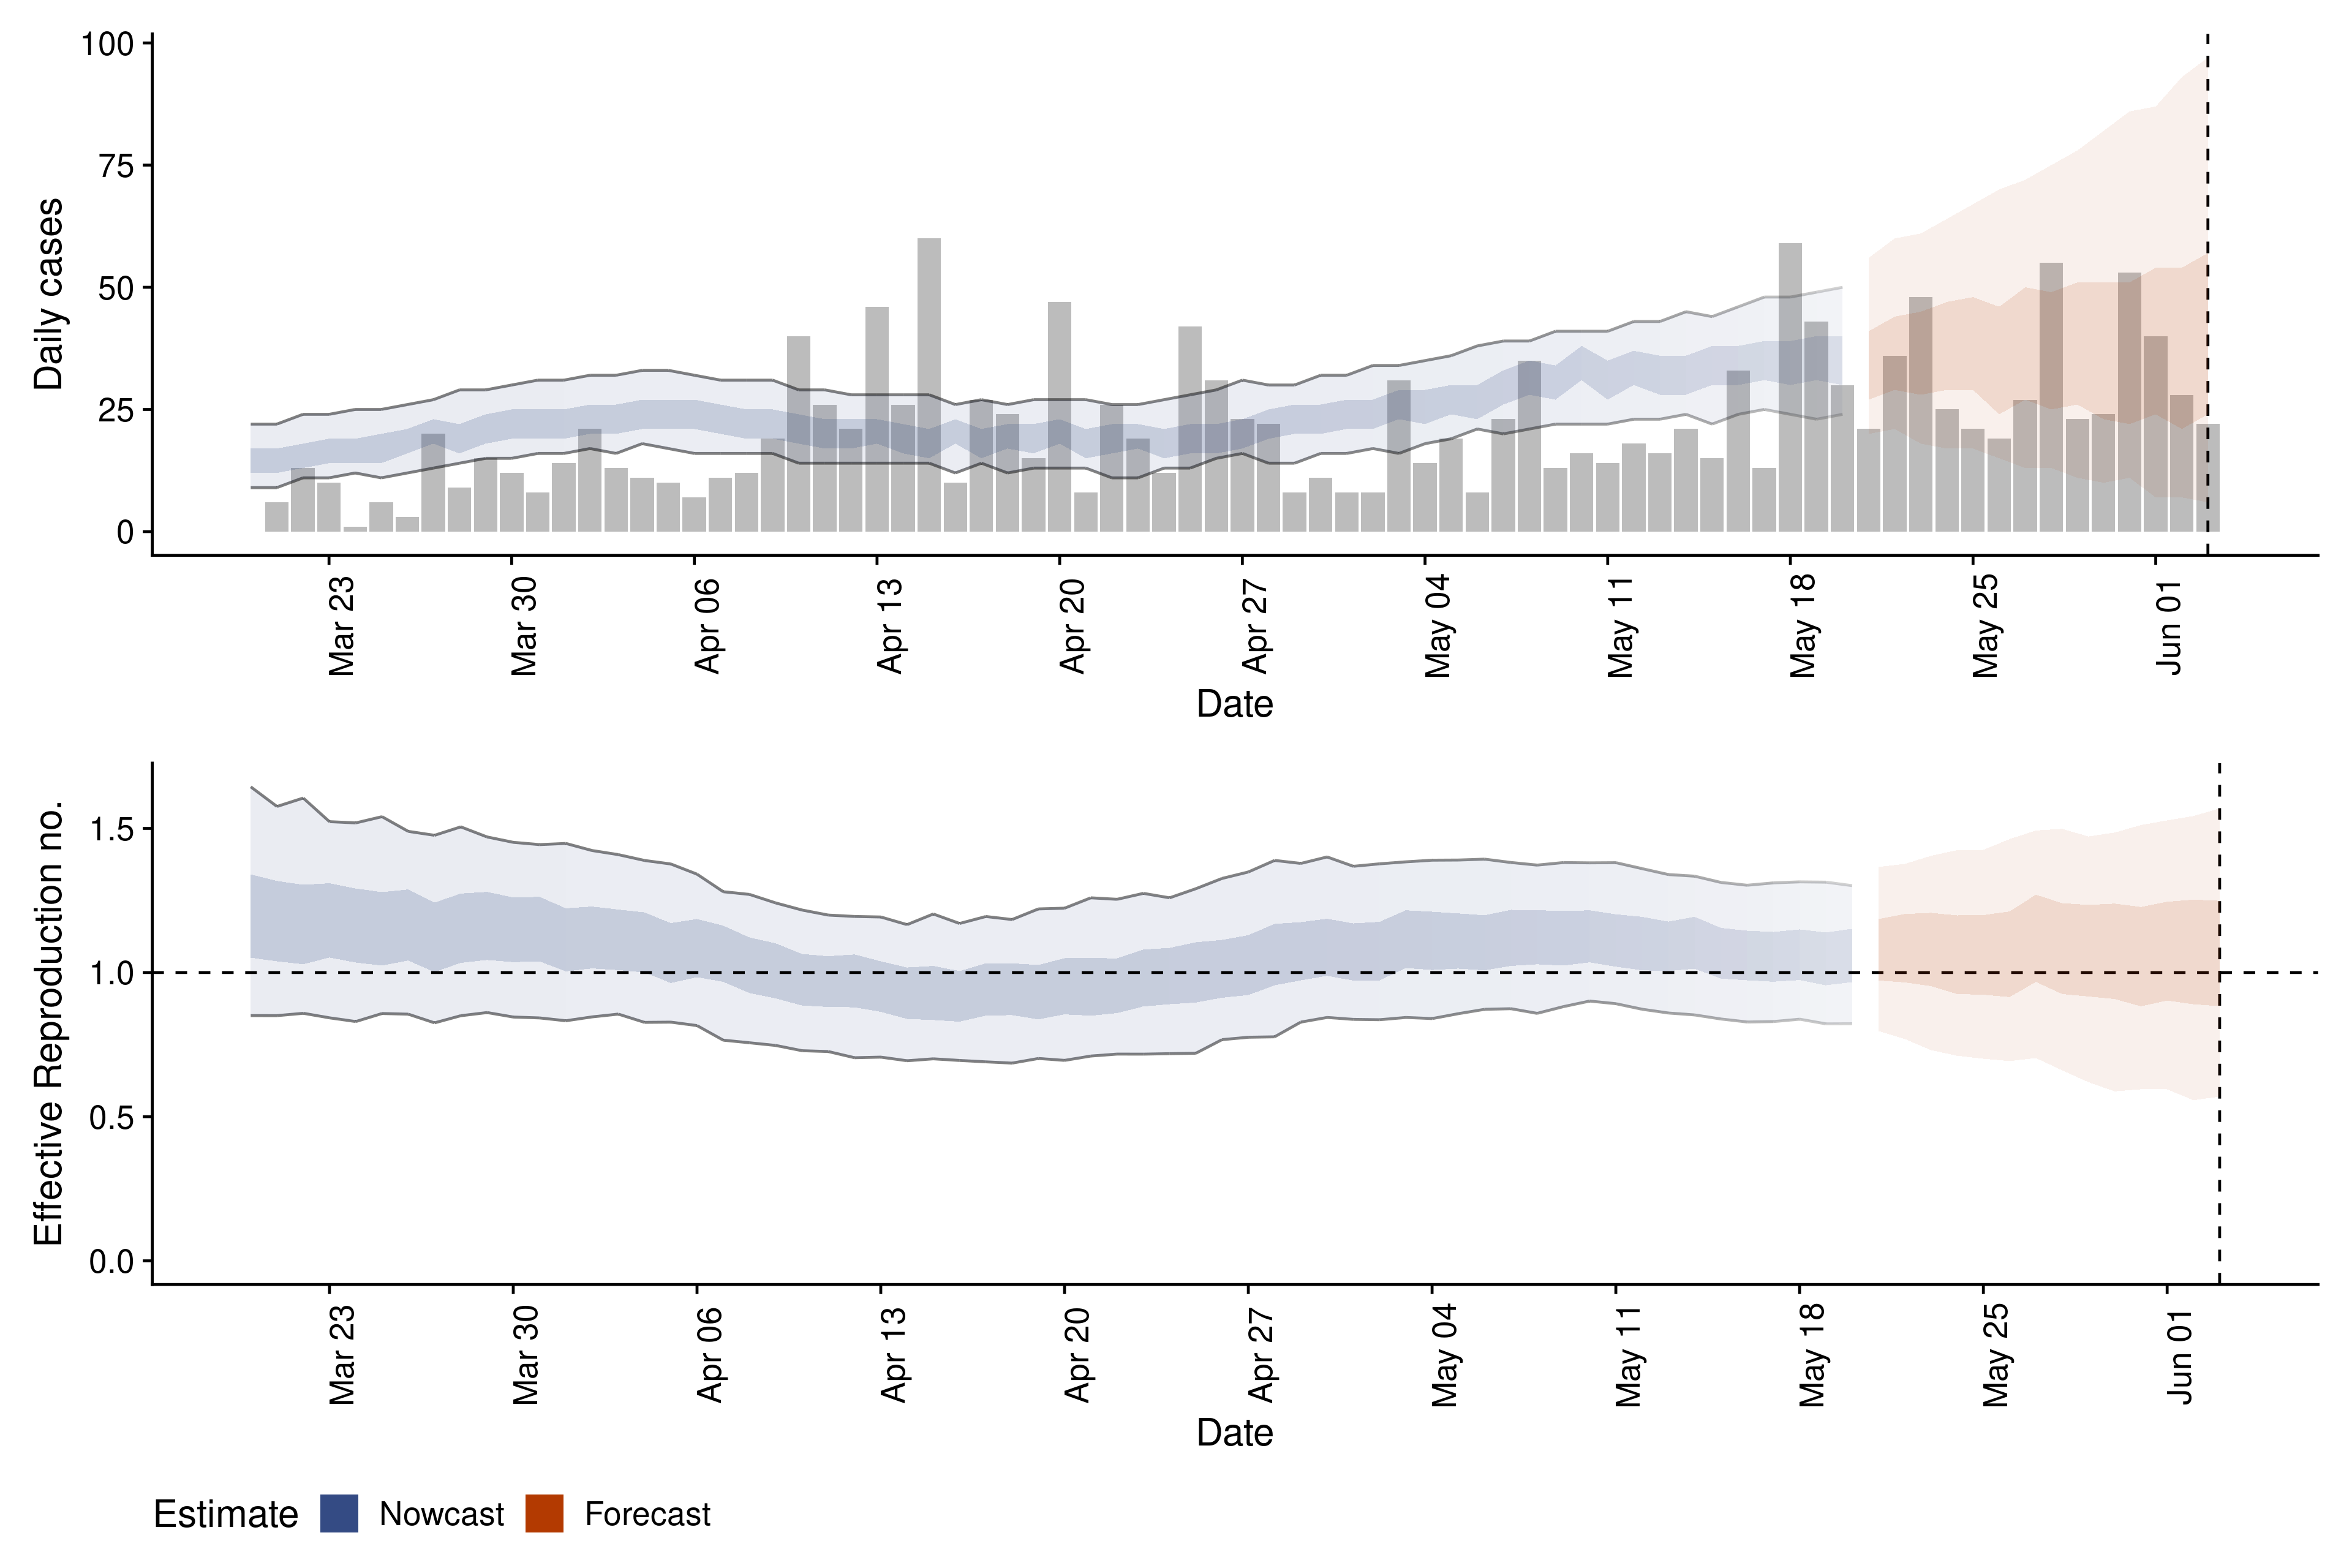 100
75
50
25
0
Daily cases
Mar 23
Mar 30
Apr 06
Apr 13
Apr 20
Apr 27
May 04
May 11
May 18
May 25
Jun 01
Date
1.5
1.0
0.5
0.0
Effective Reproduction no.
Mar 23
Mar 30
Apr 06
Apr 13
Apr 20
Apr 27
May 04
May 11
May 18
May 25
Jun 01
Date
Estimate Nowcast Forecast